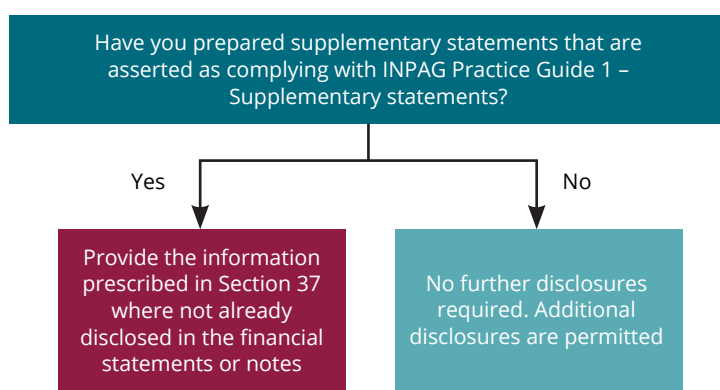 Have you prepared supplementary statements that are
asserted as complying with INPAG Practice Guide 1 –
Supplementary statements?
Yes
No
Provide the information
prescribed in Section 37
where not already
disclosed in the financial
statements or notes
No further disclosures
required. Additional
disclosures are permitted